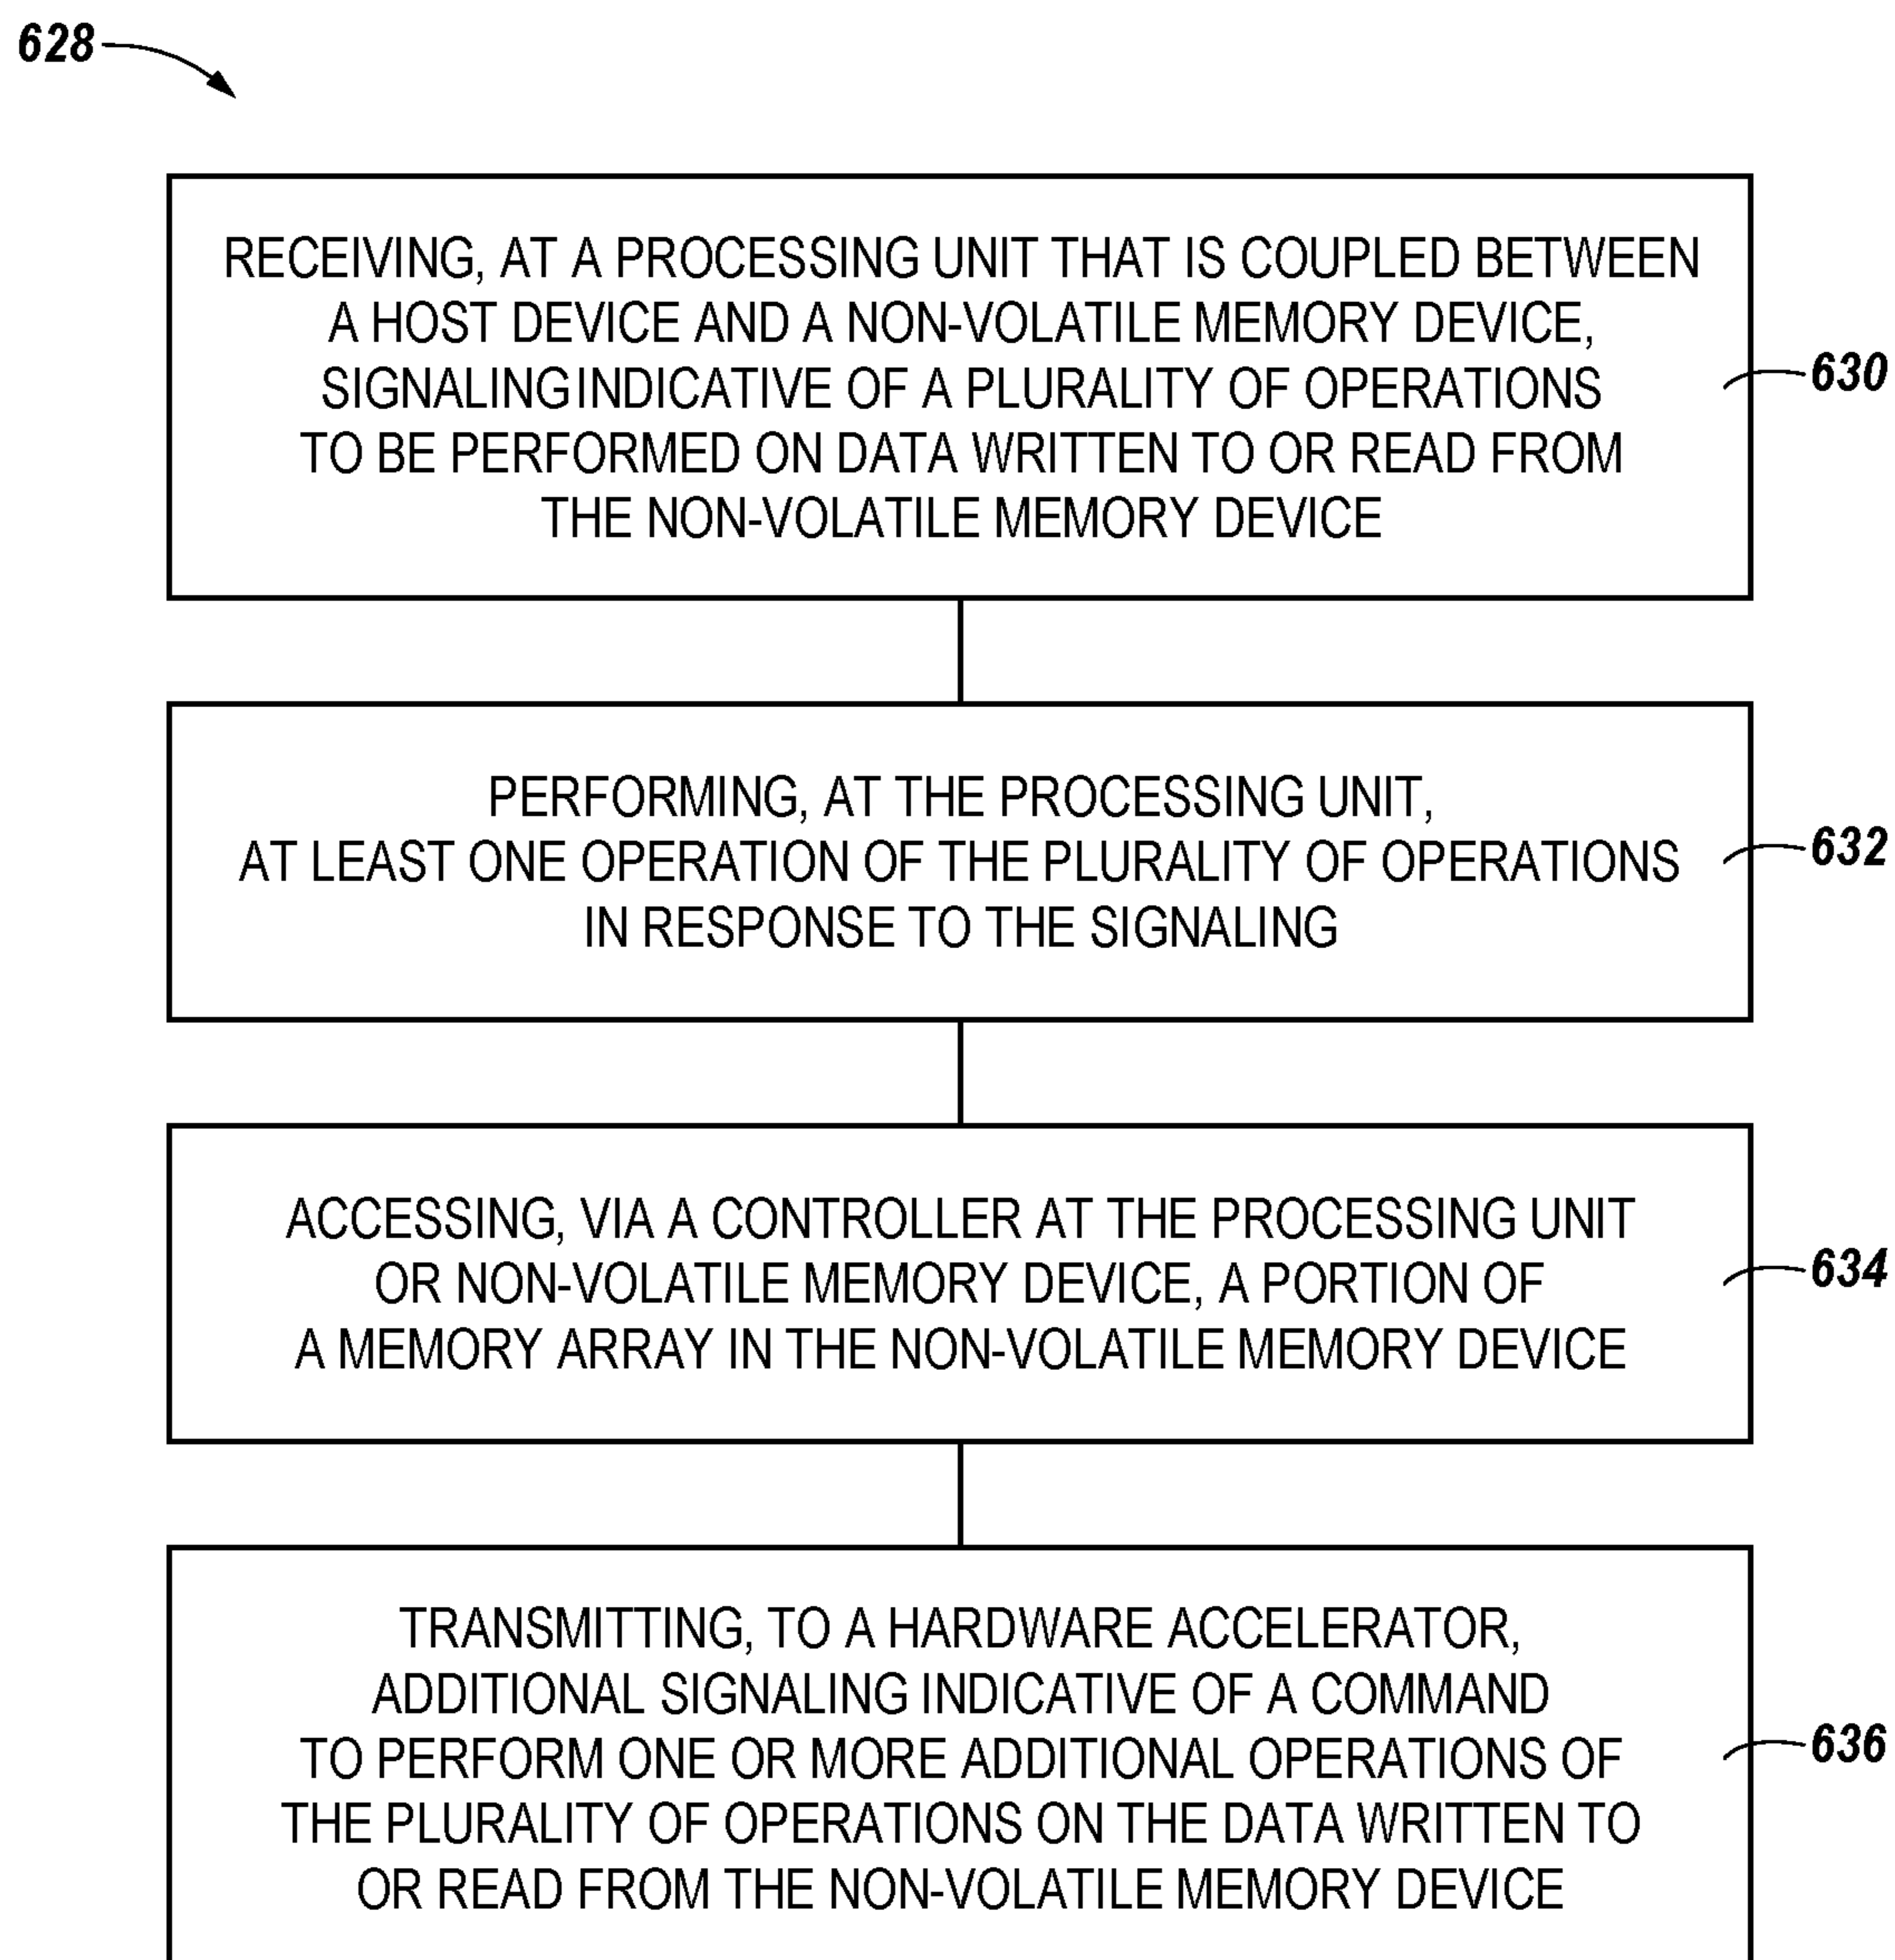 628
RECEIVING, AT A PROCESSING UNIT THAT IS COUPLED BETWEEN
A HOST DEVICE AND A NON-VOLATILE MEMORY DEVICE,
SIGNALING INDICATIVE OF A PLURALITY OF OPERATIONS
TO BE PERFORMED ON DATA WRITTEN TO OR READ FROM
THE NON-VOLATILE MEMORY DEVICE
630
PERFORMING, AT THE PROCESSING UNIT,
AT LEAST ONE OPERATION OF THE PLURALITY OF OPERATIONS
IN RESPONSE TO THE SIGNALING
632
ACCESSING, VIA A CONTROLLER AT THE PROCESSING UNIT
OR NON-VOLATILE MEMORY DEVICE, A PORTION OF
A MEMORY ARRAY IN THE NON-VOLATILE MEMORY DEVICE
634
TRANSMITTING, TO A HARDWARE ACCELERATOR,
ADDITIONAL SIGNALING INDICATIVE OF A COMMAND
TO PERFORM ONE OR MORE ADDITIONAL OPERATIONS OF
THE PLURALITY OF OPERATIONS ON THE DATA WRITTEN TO
OR READ FROM THE NON-VOLATILE MEMORY DEVICE
636